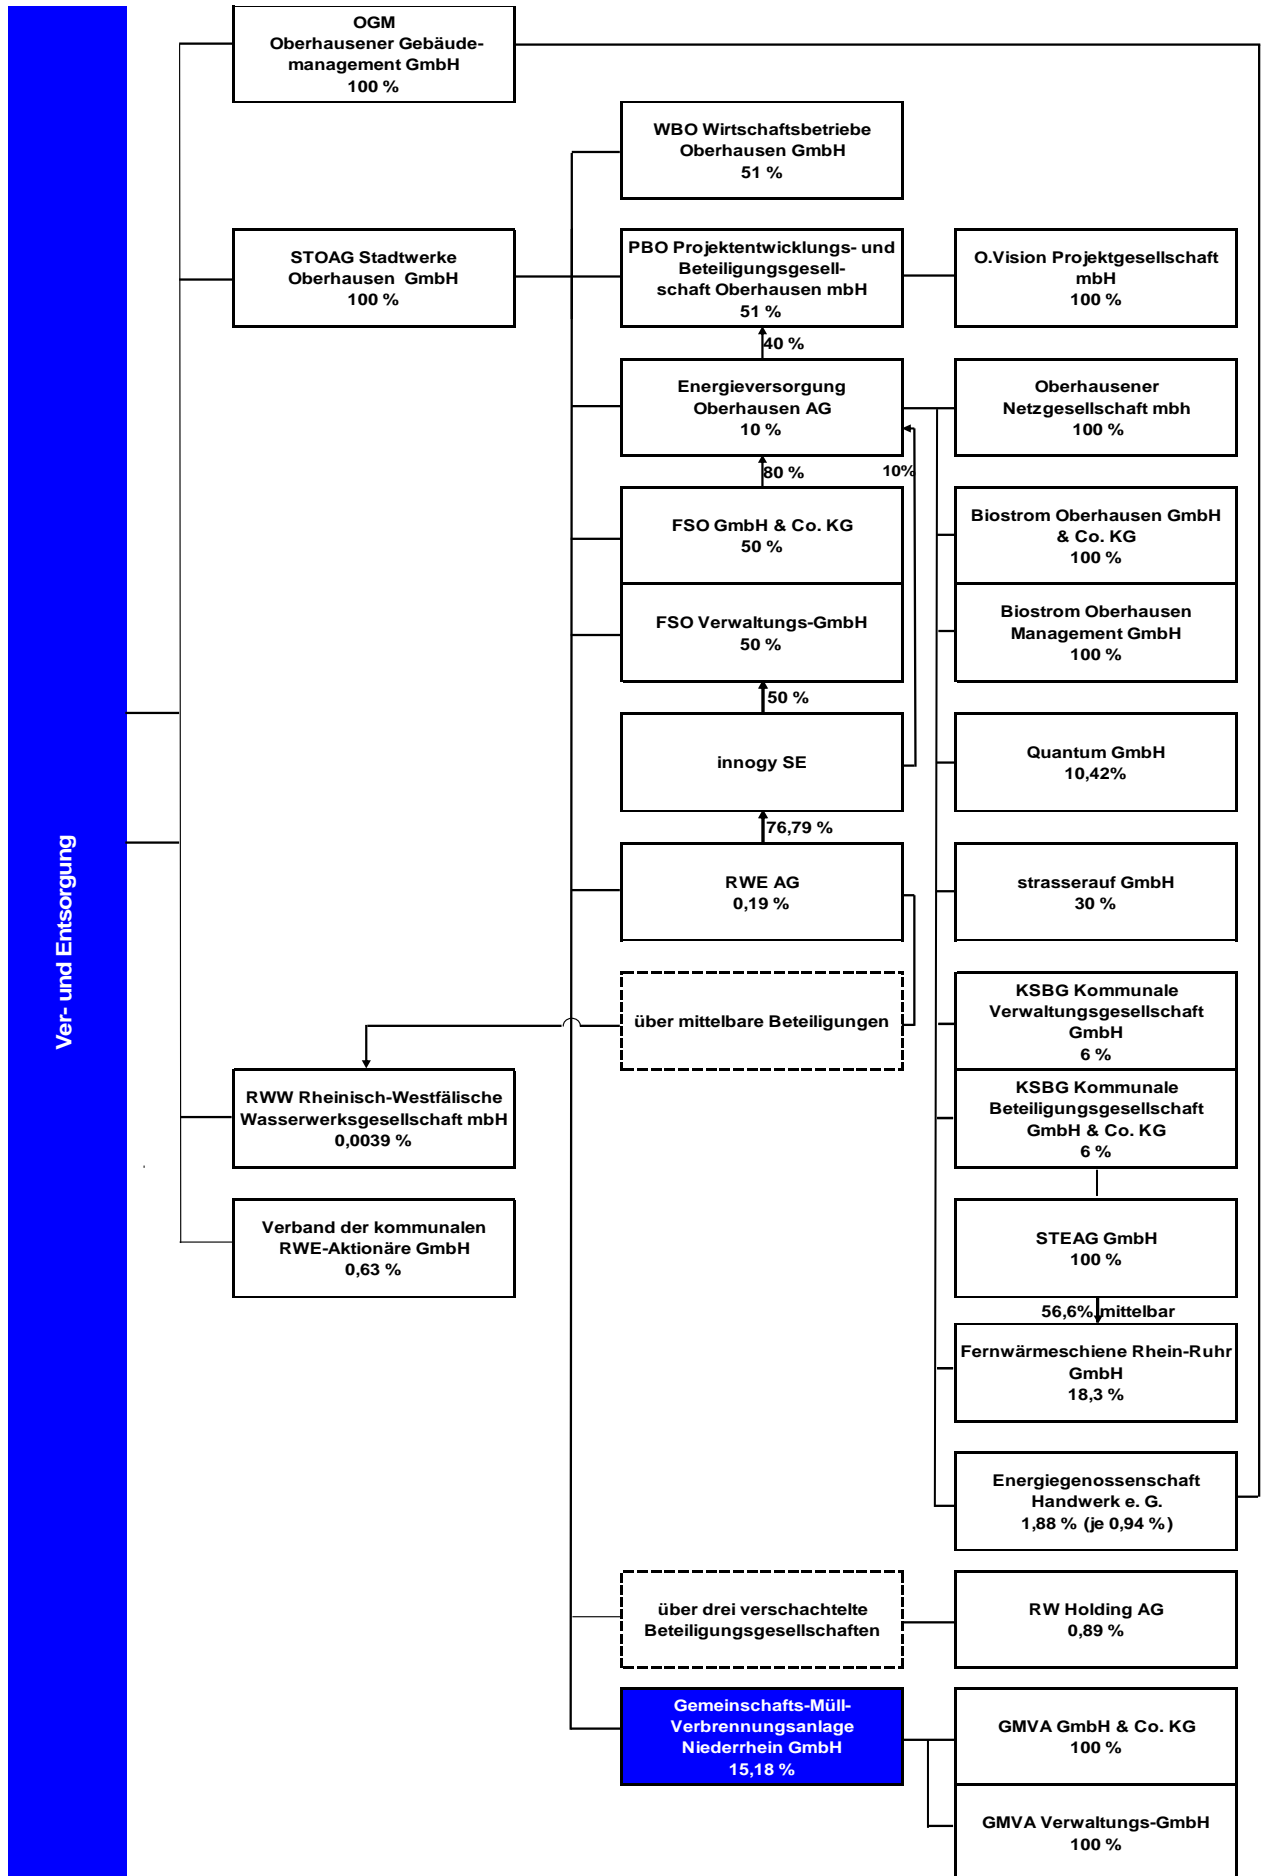 Ver- und Entsorgung
OGM
Oberhausener Gebäude-
management GmbH
100 %
STOAG Stadtwerke
Oberhausen GmbH
100 %
RWW Rheinisch-Westfälische
Wasserwerksgesellschaft mbH
0,0039 %
Verband der kommunalen
RWE-Aktionäre GmbH
0,63 %
WBO Wirtschaftsbetriebe
Oberhausen GmbH
51 %
PBO Projektentwicklungs- und
Beteiligungsgesell-
schaft Oberhausen mbH
51 %
40 %
Energieversorgung
Oberhausen AG
10 %
80 %
10%
FSO GmbH & Co. KG
50 %
FSO Verwaltungs-GmbH
50 %
50 %
innogy SE
76,79 %
RWE AG
0,19 %
über mittelbare Beteiligungen
über drei verschachtelte
Beteiligungsgesellschaften
Gemeinschafts-Müll-
Verbrennungsanlage
Niederrhein GmbH
15,18 %
O.Vision Projektgesellschaft
mbH
100 %
Oberhausener
Netzgesellschaft mbh
100 %
Biostrom Oberhausen GmbH
& Co. KG
100 %
Biostrom Oberhausen
Management GmbH
100 %
Quantum GmbH
10,42%
strasserauf GmbH
30 %
KSBG Kommunale
Verwaltungsgesellschaft
GmbH
6 %
KSBG Kommunale
Beteiligungsgesellschaft
GmbH & Co. KG
6 %
STEAG GmbH
100 %
56,6% mittelbar
Fernwärmeschiene Rhein-Ruhr
GmbH
18,3 %
Energiegenossenschaft
Handwerk e. G.
1,88 % (je 0,94 %)
RW Holding AG
0,89 %
GMVA GmbH & Co. KG
100 %
GMVA Verwaltungs-GmbH
100 %